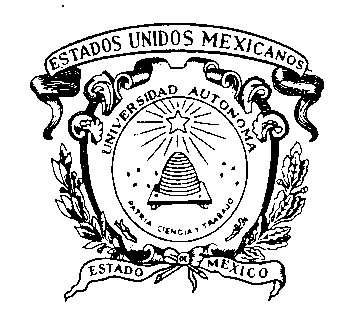 ESTADOS UNIDOS MEXICANOS
UNIVERSIDAD AUTONOMA
PATRIA CIENCIA Y TRABAJO
ESTADO DE MEXICO